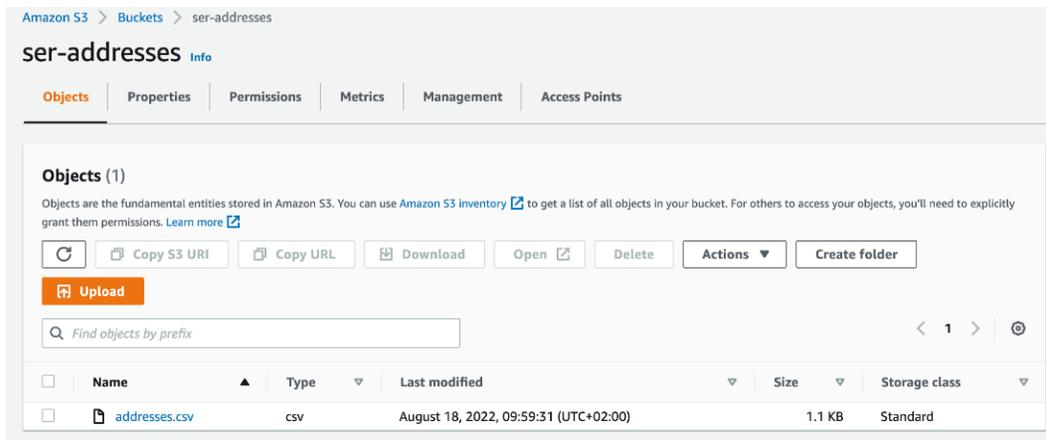 Amazon S3 > Buckets > ser-addresses
ser-addresses Info
Objects Properties Permissions Metrics Management Access Points
Objects (1)
Objects are the fundamental entities stored in Amazon S3. You can use Amazon S3 inventory to get a list of all objects in your bucket. For others to access your objects, you'll need to explicitly
grant them permissions. Learn more
Copy S3 URI Copy URL Download Open Delete Actions Create folder
Upload
Find objects by prefix 1
Name Type Last modified Size Storage class
addresses.csv csv August 18, 2022, 09:59:31 (UTC+02:00) 1.1 KB Standard